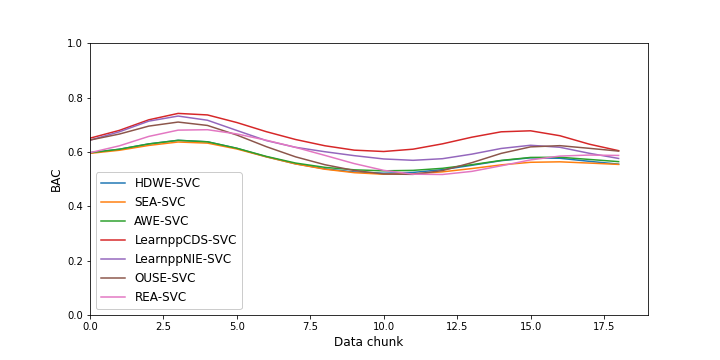 1.0
0.8
0.6
0.4
0.2
0.0
BAC
HDWE-SVC
SEA-SVC
AWE-SVC
LearnppCDS-SVC
LearnppNIE-SVC
OUSE-SVC
REA-SVC
0.0 2.5 5.0 7.5 10.0 12.5 15.0 17.5
Data chunk